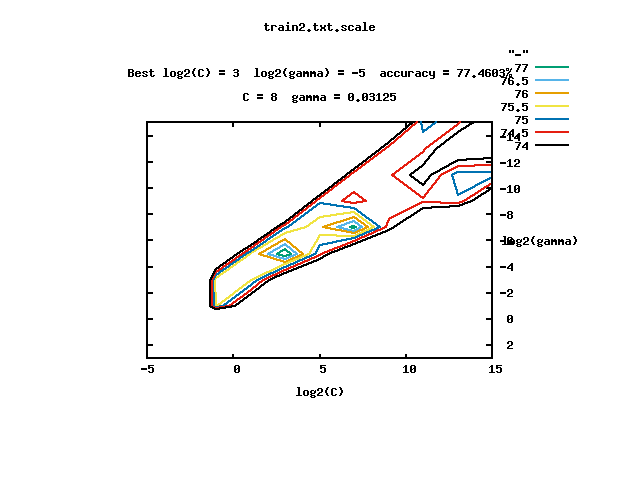 train2.txt.scale
"-"
Best log2(C) = 3  log2(gamma) = -5  accuracy = 77.4603%
77
76.5
C = 8  gamma = 0.03125
76
75.5
75
74.5
74
-14
-12
-10
-8
-6
log2(gamma)
-4
-2
0
2
-5 0 5 10 15
log2(C)